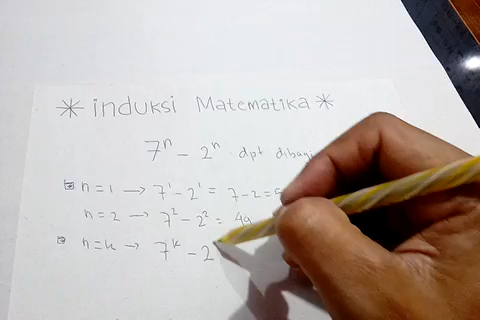 * induksi Matematika *
7ⁿ - 2ⁿ dpt dibagi
n = 1 → 7¹ - 2¹ = 7 - 2 = 5
n = 2 → 7² - 2² = 49
n = k → 7ᵏ - 2